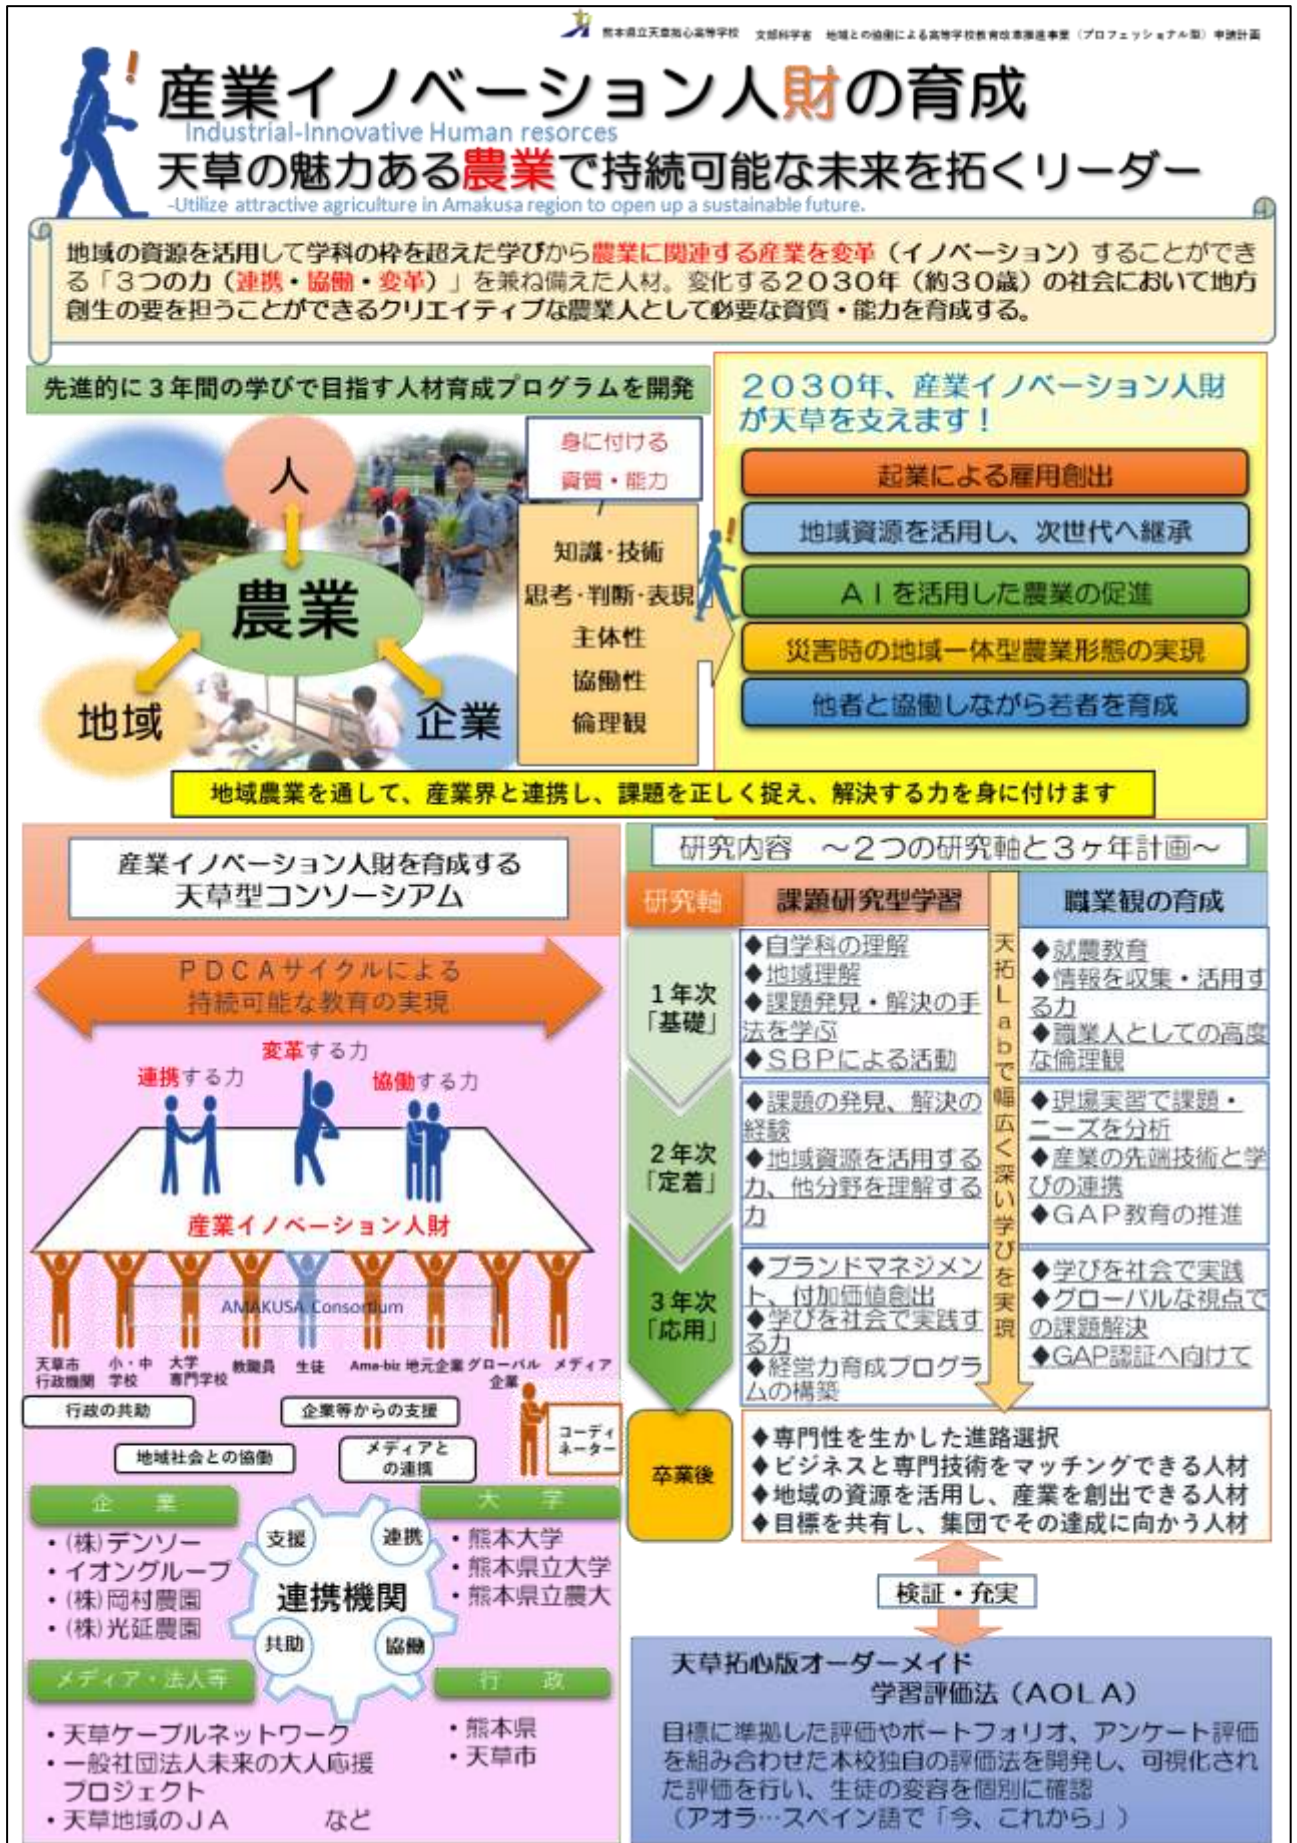 熊本県立天草拓心高等学校　文部科学省　地域との協働による高等学校教育改革推進事業（プロフェッショナル型）申請計画
産業イノベーション人財の育成
Industrial-Innovative Human resorces
天草の魅力ある農業で持続可能な未来を拓くリーダー
-Utilize attractive agriculture in Amakusa region to open up a sustainable future.
地域の資源を活用して学科の枠を超えた学びから農業に関連する産業を変革（イノベーション）することができ
る「３つの力（連携・協働・変革）」を兼ね備えた人材。変化する２０３０年（約３０歳）の社会において地方
創生の要を担うことができるクリエイティブな農業人として必要な資質・能力を育成する。
先進的に３年間の学びで目指す人材育成プログラムを開発
人
農業
地域
企業
身に付ける
資質・能力
知識・技術
思考・判断・表現
主体性
協働性
倫理観
２０３０年、産業イノベーション人財
が天草を支えます！
起業による雇用創出
地域資源を活用し、次世代へ継承
ＡＩを活用した農業の促進
災害時の地域一体型農業形態の実現
他者と協働しながら若者を育成
地域農業を通して、産業界と連携し、課題を正しく捉え、解決する力を身に付けます
産業イノベーション人財を育成する
天草型コンソーシアム
ＰＤＣＡサイクルによる
持続可能な教育の実現
変革する力
連携する力
協働する力
産業イノベーション人財
AMAKUSA Consortium
天草市
行政機関
小・中
学校
大学
専門学校
教職員
生徒
Ama-biz
地元企業
グローバル
企業
メディア
行政の共助
企業等からの支援
地域社会との協働
メディアと
の連携
コーディ
ネーター
企　業
・(株)デンソー
・イオングループ
・(株)岡村農園
・(株)光延農園
大　学
・熊本大学
・熊本県立大学
・熊本県立農大
支援
連携
連携機関
共助
協働
メディア・法人等
・天草ケーブルネットワーク
・一般社団法人未来の大人応援
プロジェクト
・天草地域のＪＡ　　　など
行　政
・熊本県
・天草市
研究内容　～２つの研究軸と３ヶ年計画～
研究軸
課題研究型学習
職業観の育成
天拓Ｌａｂで幅広く深い学びを実現
１年次
「基礎」
◆自学科の理解
◆地域理解
◆課題発見・解決の手
法を学ぶ
◆ＳＢＰによる活動
◆就農教育
◆情報を収集・活用す
る力
◆職業人としての高度
な倫理観
２年次
「定着」
◆課題の発見、解決の
経験
◆地域資源を活用する
力、他分野を理解する
力
◆現場実習で課題・
ニーズを分析
◆産業の先端技術と学
びの連携
◆ＧＡＰ教育の推進
３年次
「応用」
◆ブランドマネジメン
ト、付加価値創出
◆学びを社会で実践す
る力
◆経営力育成プログラ
ムの構築
◆学びを社会で実践
◆グローバルな視点で
の課題解決
◆GAP認証へ向けて
卒業後
◆専門性を生かした進路選択
◆ビジネスと専門技術をマッチングできる人材
◆地域の資源を活用し、産業を創出できる人材
◆目標を共有し、集団でその達成に向かう人材
検証・充実
天草拓心版オーダーメイド
学習評価法（ＡＯＬＡ）
目標に準拠した評価やポートフォリオ、アンケート評価
を組み合わせた本校独自の評価法を開発し、可視化され
た評価を行い、生徒の変容を個別に確認
（アオラ…スペイン語で「今、これから」）